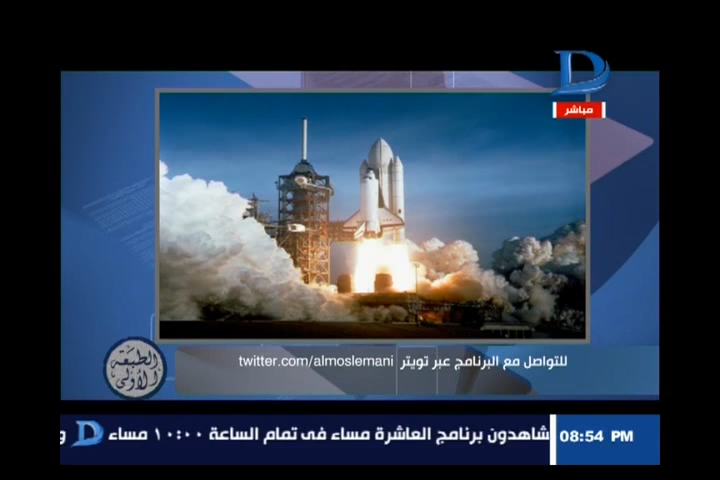 مباشر
للتواصل مع البرنامج عبر تويتر twitter.com/almoslemani
الطبعة
الأولى
شاهدون برنامج العاشرة مساء فى تمام الساعة ١٠:٠٠ مساء
و
08:54 PM